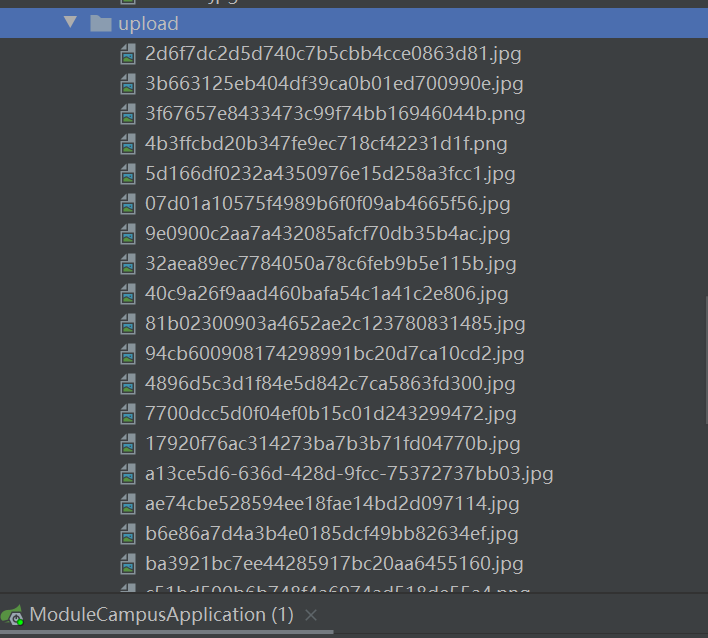 upload
2d6f7dc2d5d740c7b5cbb4cce0863d81.jpg
3b663125eb404df39ca0b01ed700990e.jpg
3f67657e8433473c99f74bb16946044b.png
4b3ffcbd20b347fe9ec718cf42231d1f.png
5d166df0232a4350976e15d258a3fcc1.jpg
07d01a10575f4989b6f0f09ab4665f56.jpg
9e0900c2aa7a432085afcf70db35b4ac.jpg
32aea89ec7784050a78c6feb9b5e115b.jpg
40c9a26f9aad460bafa54c1a41c2e806.jpg
81b02300903a4652ae2c123780831485.jpg
94cb600908174298991bc20d7ca10cd2.jpg
4896d5c3d1f84e5d842c7ca5863fd300.jpg
7700dcc5d0f04ef0b15c01d243299472.jpg
17920f76ac314273ba7b3b71fd04770b.jpg
a13ce5d6-636d-428d-9fcc-75372737bb03.jpg
ae74cbe528594ee18fae14bd2d097114.jpg
b6e86a7d4a3b4e0185dcf49bb82634ef.jpg
ba3921bc7ee44285917bc20aa6455160.jpg
ModuleCampusApplication (1)